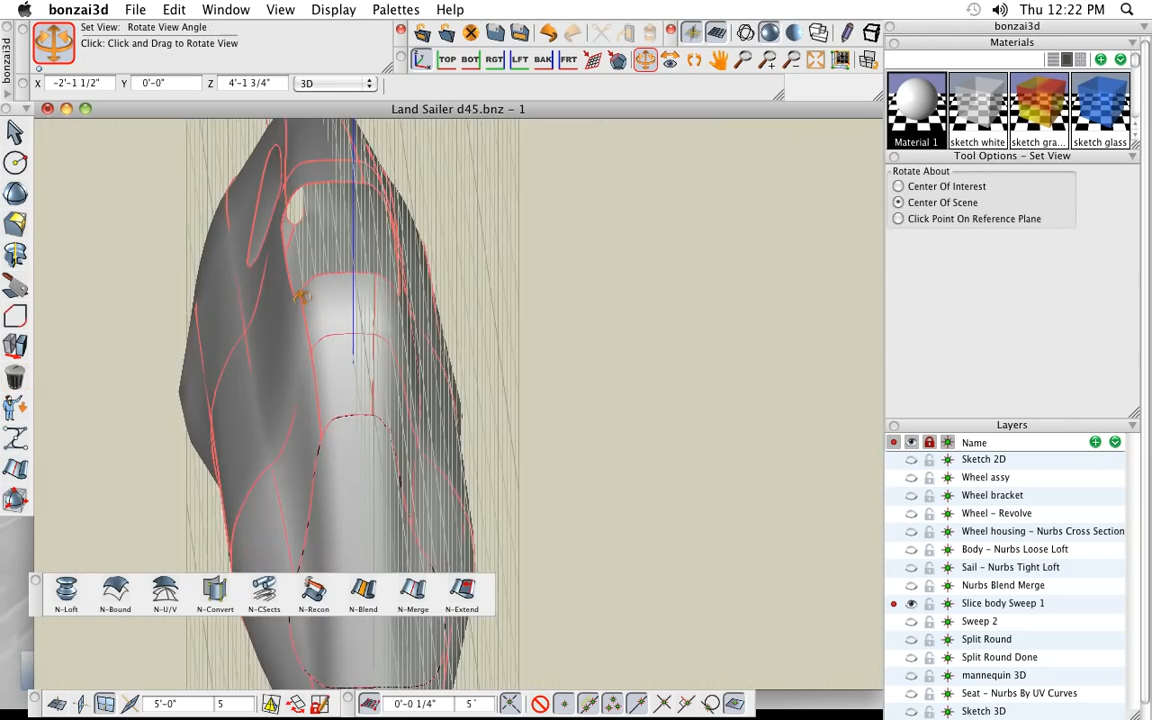 bonzai3d File Edit Window View Display Palettes Help Thu 12:22 PM
bonzai3d
Set View: Rotate View Angle
Click: Click and Drag to Rotate View
bonzai3d
TOP BOT RGT LFT BAK FRT
X -2'-1 1/2" Y 0'-0" Z 4'-1 3/4" 3D
Land Sailer d45.bnz - 1
Materials
Material 1 sketch white sketch gra... sketch glass
Tool Options - Set View
Rotate About
Center Of Interest
Center Of Scene
Click Point On Reference Plane
Layers
Name
Sketch 2D
Wheel assy
Wheel bracket
Wheel - Revolve
Wheel housing - Nurbs Cross Section
Body - Nurbs Loose Loft
Sail - Nurbs Tight Loft
Nurbs Blend Merge
Slice body Sweep 1
Sweep 2
Split Round
Split Round Done
mannequin 3D
Seat - Nurbs By UV Curves
Sketch 3D
N-Loft N-Bound N-U/V N-Convert N-CSects N-Recon N-Blend N-Merge N-Extend
5'-0" 5 0'-0 1/4" 5°